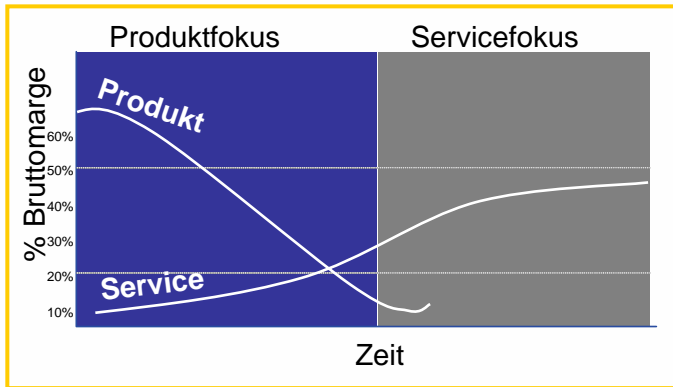 Produktfokus
Servicefokus
% Bruttomarge
60%
50%
40%
30%
20%
10%
Produkt
Service
Zeit